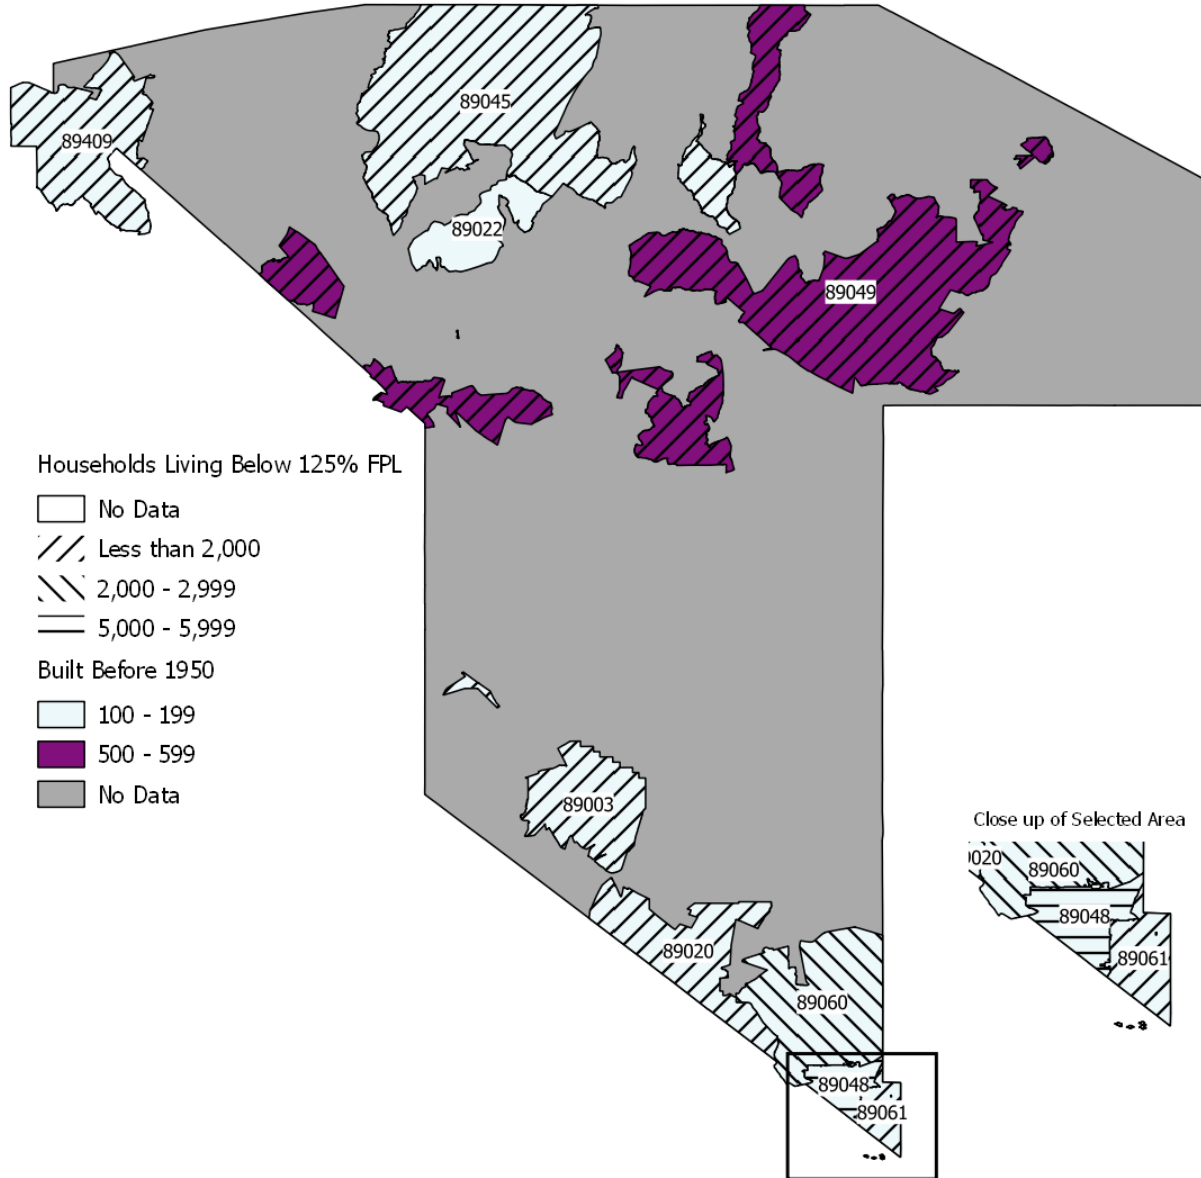 89045
89409
89022
89049
Households Living Below 125% FPL
No Data
Less than 2,000
2,000 - 2,999
5,000 - 5,999
Built Before 1950
100 - 199
500 - 599
No Data
89003
89020
89060
89048
89061
Close up of Selected Area
020
89060
89048
89061